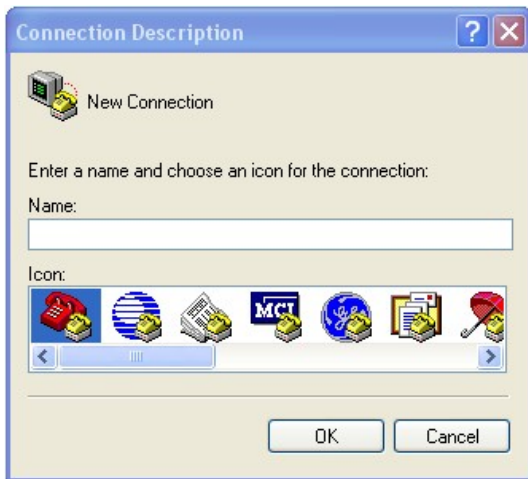 Connection Description
New Connection
Enter a name and choose an icon for the connection:
Name:
Icon:
MCI
OK
Cancel